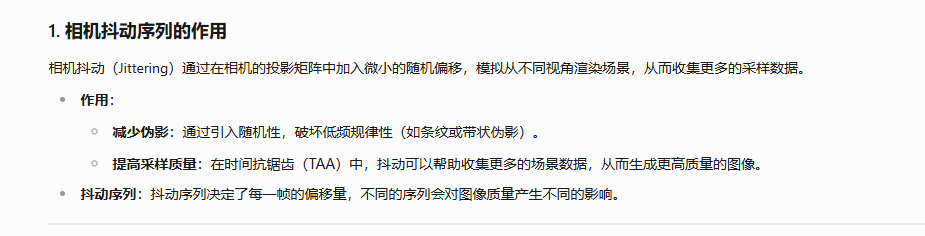 1. 相机抖动序列的作用
相机抖动（Jittering）通过在相机的投影矩阵中加入微小的随机偏移，模拟从不同视角渲染场景，从而收集更多的采样数据。
作用：
减少伪影：通过引入随机性，破坏低频规律性（如条纹或带状伪影）。
提高采样质量：在时间抗锯齿（TAA）中，抖动可以帮助收集更多的场景数据，从而生成更高质量的图像。
抖动序列：抖动序列决定了每一帧的偏移量，不同的序列会对图像质量产生不同的影响。